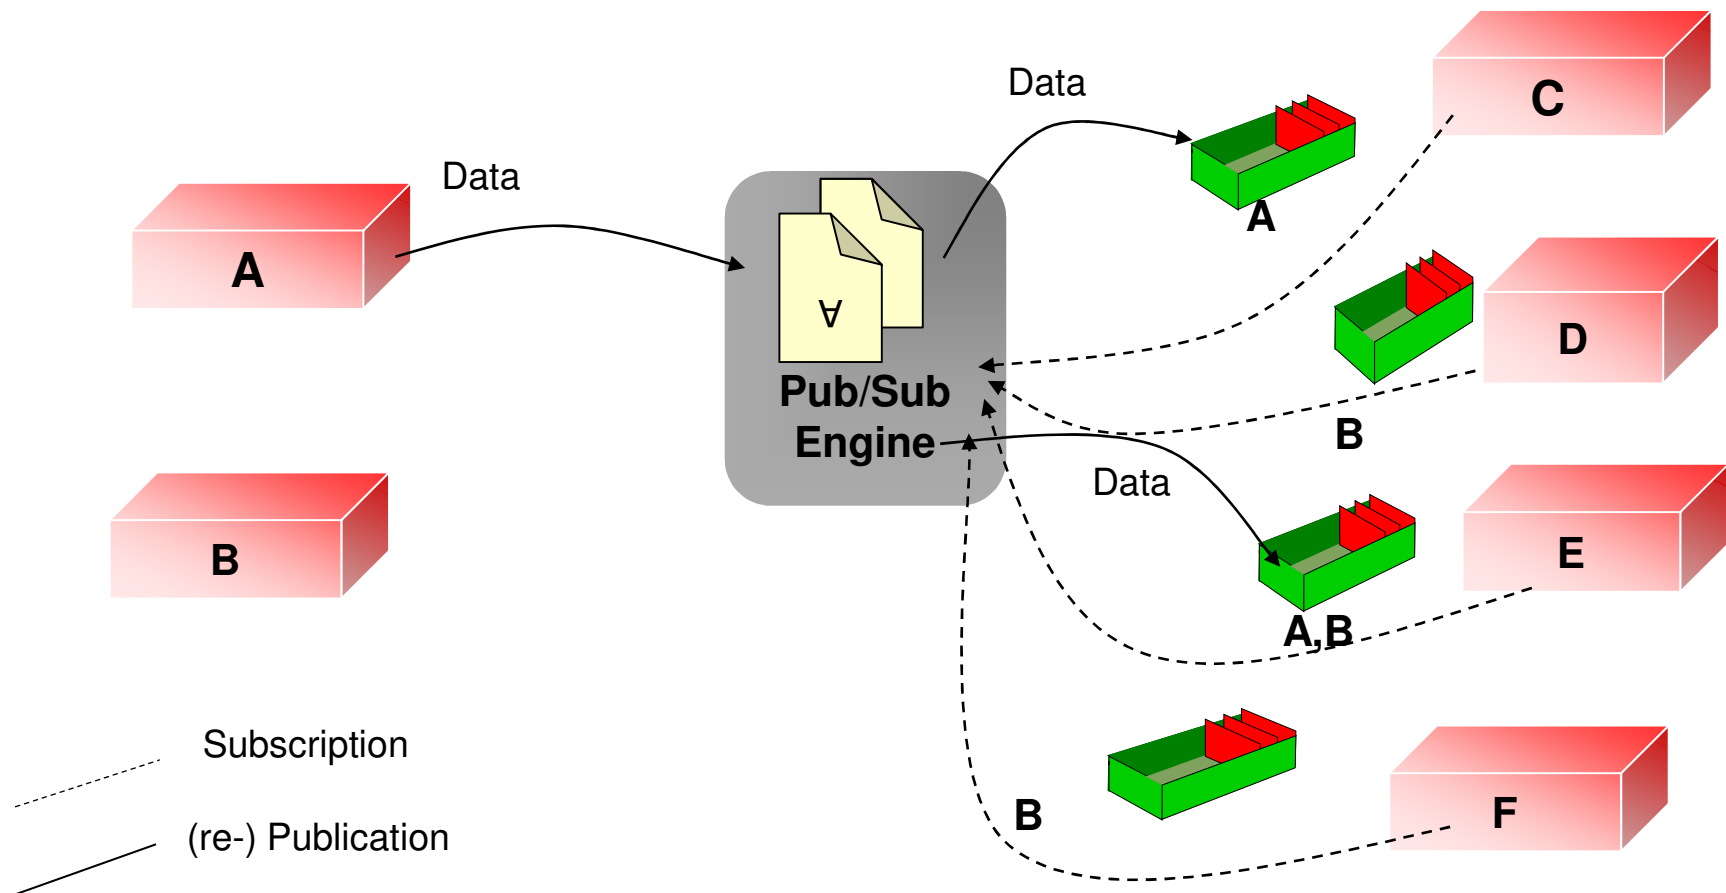 Data
C
Data
A
A
∀
D
Pub/Sub
Engine
B
Data
B
E
A,B
Subscription
B
F
(re-) Publication